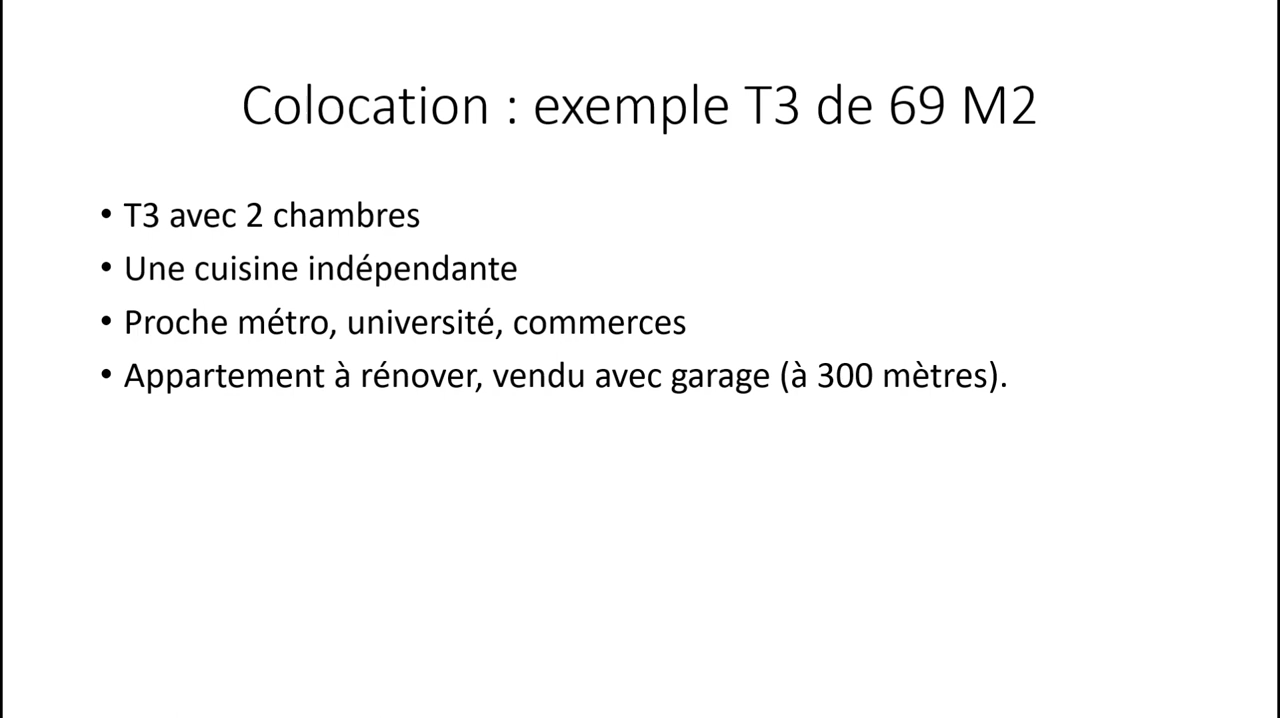 Colocation : exemple T3 de 69 M2
• T3 avec 2 chambres
• Une cuisine indépendante
• Proche métro, université, commerces
• Appartement à rénover, vendu avec garage (à 300 mètres).